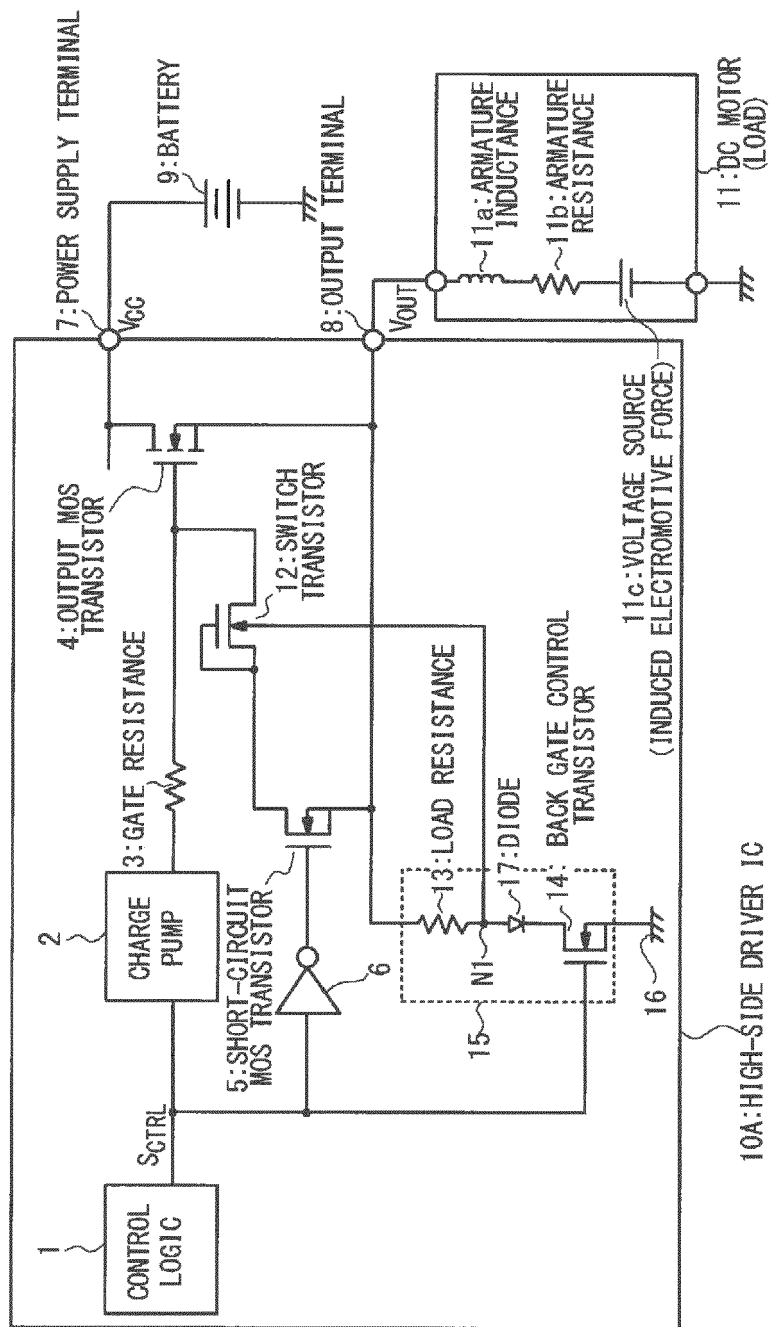 1
CONTROL
LOGIC
SCTRL
2
CHARGE
PUMP
3:GATE RESISTANCE
4:OUTPUT MOS
TRANSISTOR
7:POWER SUPPLY TERMINAL
VCC
9:BATTERY
5:SHORT-CIRCUIT
MOS TRANSISTOR
6
12:SWITCH
TRANSISTOR
8:OUTPUT TERMINAL
VOUT
13:LOAD RESISTANCE
N1
17:DIODE
14: BACK GATE CONTROL
TRANSISTOR
15
16
11a:ARMATURE
INDUCTANCE
11b:ARMATURE
RESISTANCE
11c:VOLTAGE SOURCE
(INDUCED ELECTROMOTIVE FORCE)
11:DC MOTOR
(LOAD)
10A:HIGH-SIDE DRIVER IC